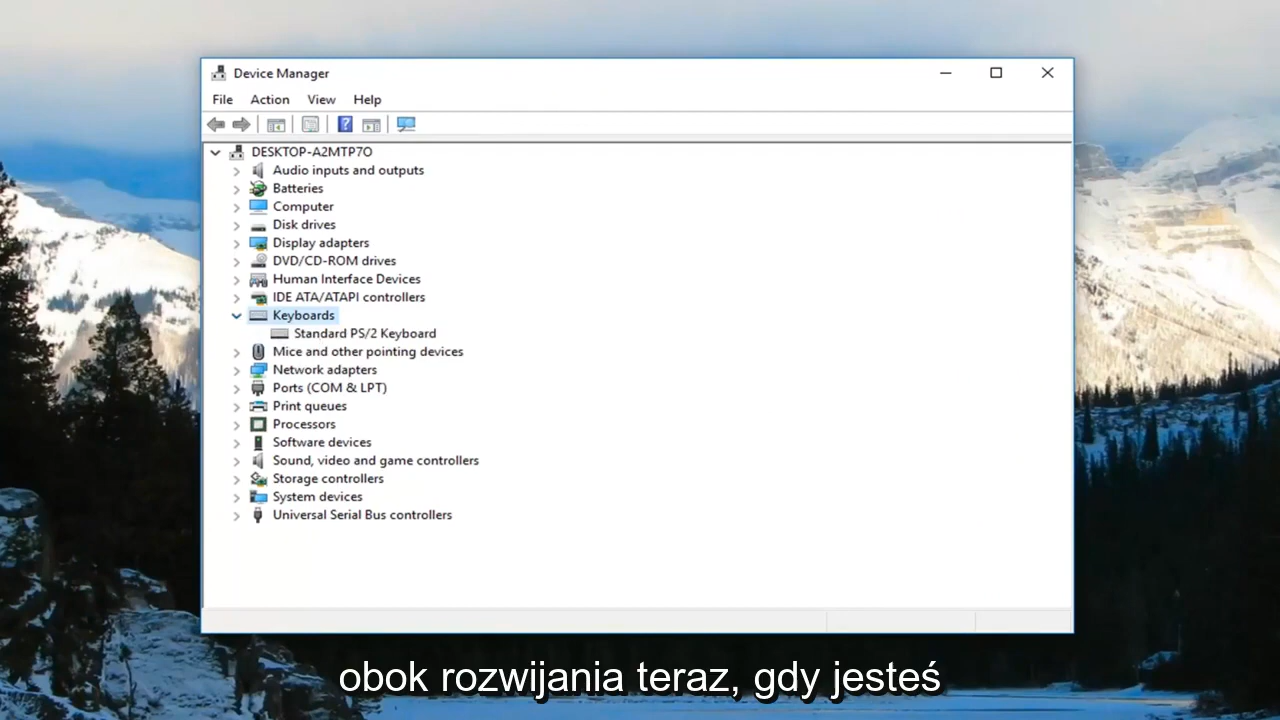 Device Manager
File Action View Help
DESKTOP-A2MTP7O
Audio inputs and outputs
Batteries
Computer
Disk drives
Display adapters
DVD/CD-ROM drives
Human Interface Devices
IDE ATA/ATAPI controllers
Keyboards
Standard PS/2 Keyboard
Mice and other pointing devices
Network adapters
Ports (COM & LPT)
Print queues
Processors
Software devices
Sound, video and game controllers
Storage controllers
System devices
Universal Serial Bus controllers
obok rozwijania teraz, gdy jesteś